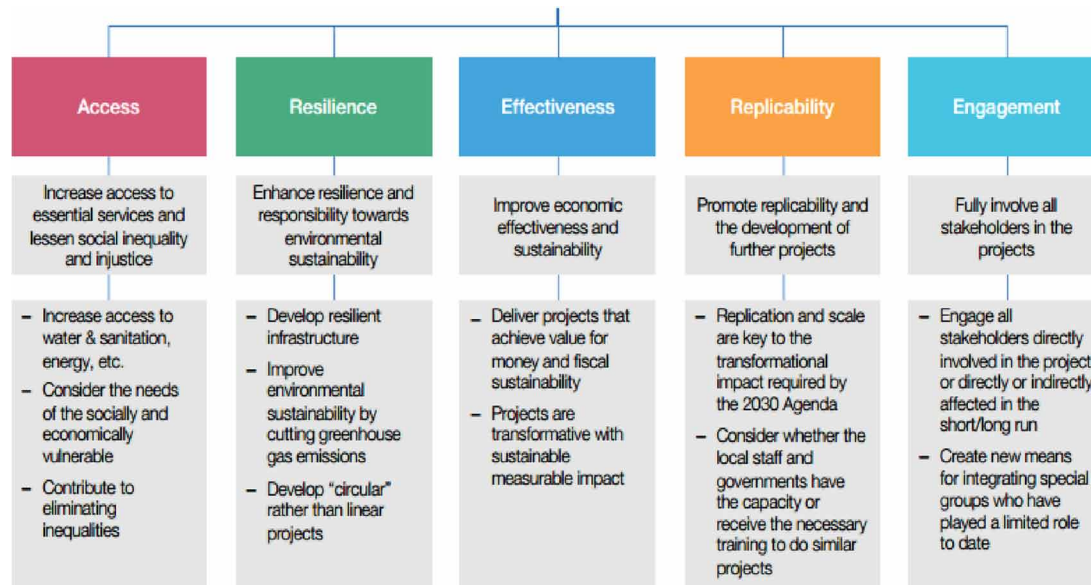 Access
Increase access to
essential services and
lessen social inequality
and injustice
– Increase access to
water & sanitation,
energy, etc.
– Consider the needs
of the socially and
economically
vulnerable
– Contribute to
eliminating
inequalities
Resilience
Enhance resilience and
responsibility towards
environmental
sustainability
– Develop resilient
infrastructure
– Improve
environmental
sustainability by
cutting greenhouse
gas emissions
– Develop “circular”
rather than linear
projects
Effectiveness
Improve economic
effectiveness and
sustainability
– Deliver projects that
achieve value for
money and fiscal
sustainability
– Projects are
transformative with
sustainable
measurable impact
Replicability
Promote replicability and
the development of
further projects
– Replication and scale
are key to the
transformational
impact required by
the 2030 Agenda
– Consider whether the
local staff and
governments have
the capacity or
receive the necessary
training to do similar
projects
Engagement
Fully involve all
stakeholders in the
projects
– Engage all
stakeholders directly
involved in the project
or directly or indirectly
affected in the
short/long run
– Create new means
for integrating special
groups who have
played a limited role
to date